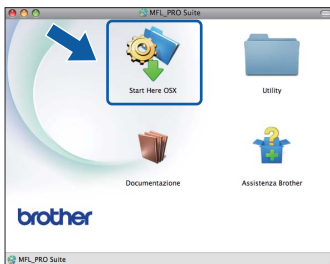 MFL_PRO Suite
Start Here OSX
Utility
Documentazione
Assistenza Brother
brother
MFL_PRO Suite